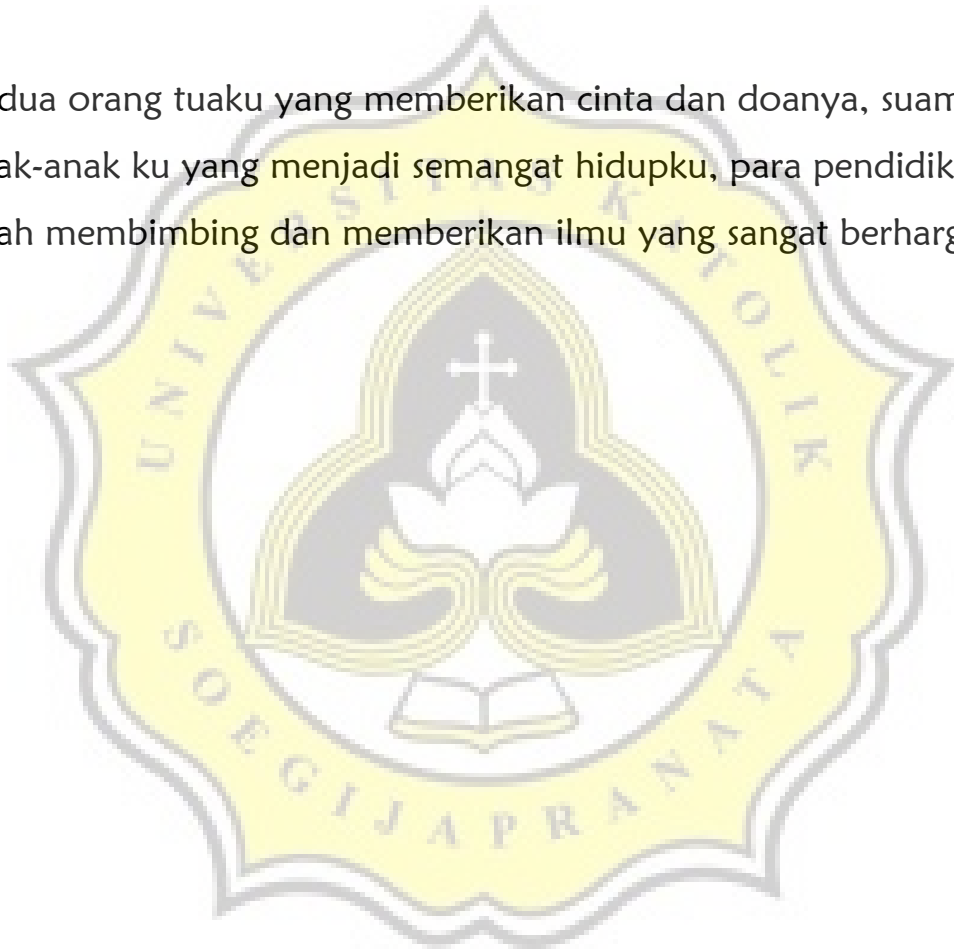 dua orang tuaku yang memberikan cinta dan doanya, suam
ak-anak ku yang menjadi semangat hidupku, para pendidik
ah membimbing dan memberikan ilmu yang sangat berharg
UNIVERSITAS KATOLIK
SOEGIJAPRANATA